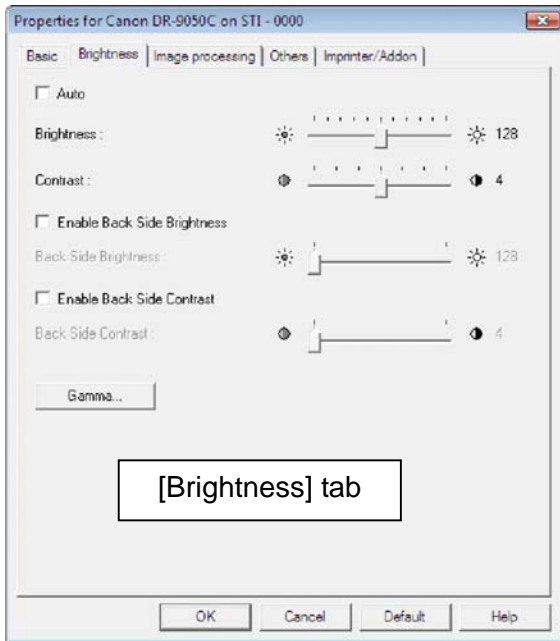 Properties for Canon DR-9050C on STI - 0000
Basic Brightness Image processing Others Imprinter/Addon
Auto
Brightness : 128
Contrast : 4
Enable Back Side Brightness
Back Side Brightness : 128
Enable Back Side Contrast
Back Side Contrast : 4
Gamma...
[Brightness] tab
OK Cancel Default Help